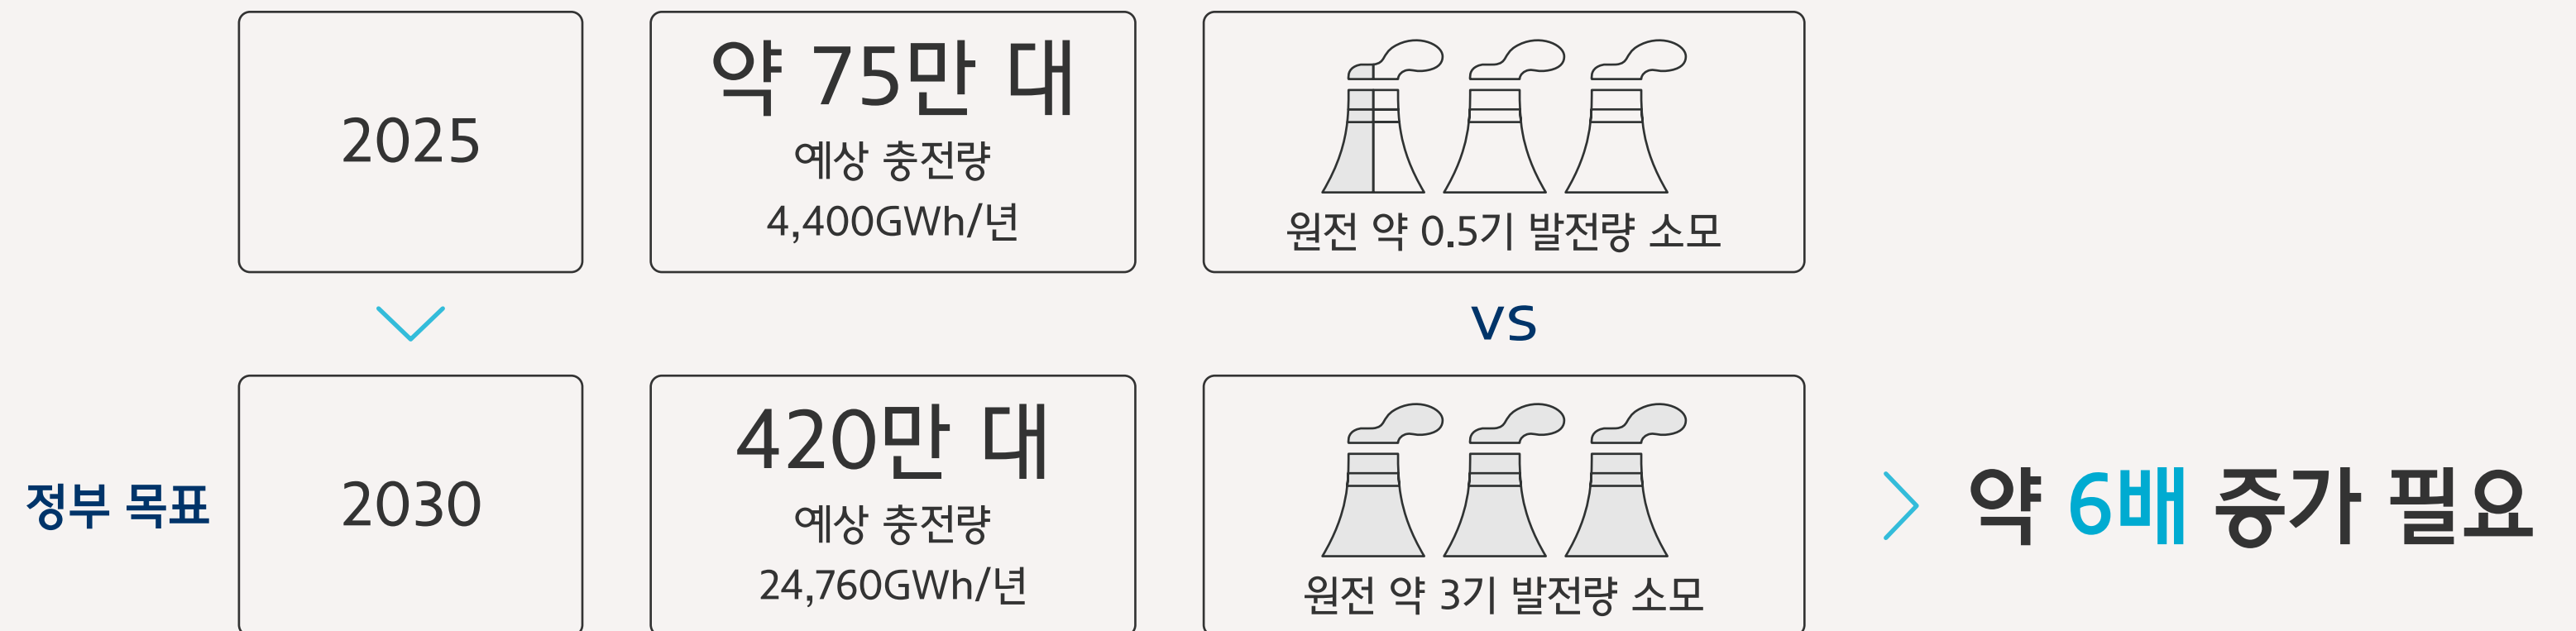 2025
약 75만 대
예상 충전량
4,400GWh/년
원전 약 0.5기 발전량 소모
vs
정부 목표
2030
420만 대
예상 충전량
24,760GWh/년
원전 약 3기 발전량 소모
약 6배 증가 필요